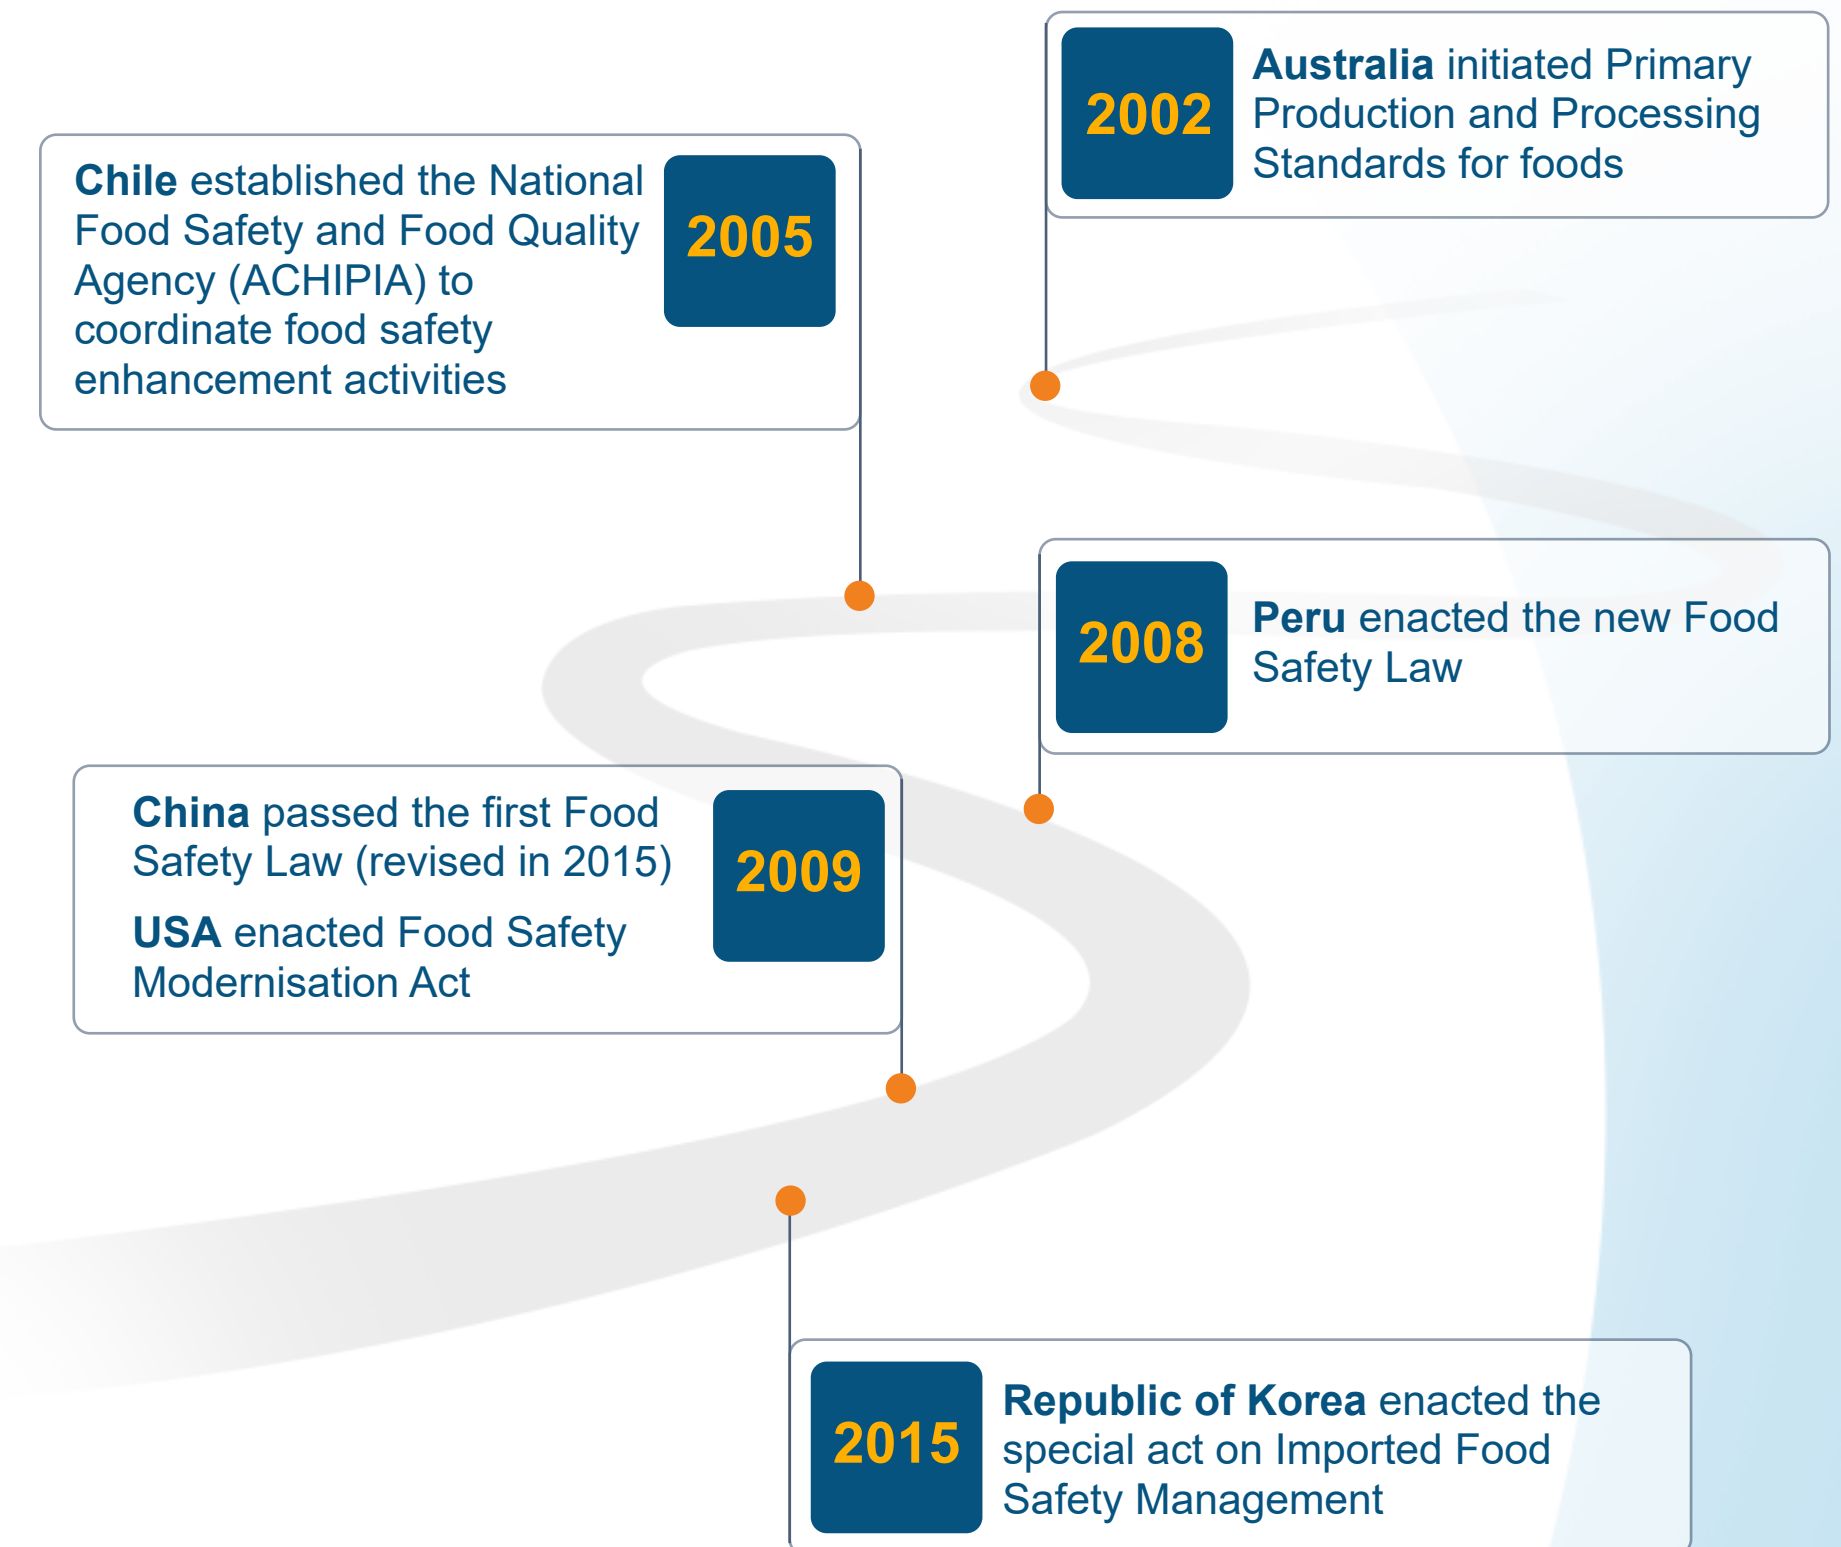 2002
Australia initiated Primary
Production and Processing
Standards for foods
Chile established the National
Food Safety and Food Quality
Agency (ACHIPIA) to
coordinate food safety
enhancement activities
2005
2008
Peru enacted the new Food
Safety Law
China passed the first Food
Safety Law (revised in 2015)
USA enacted Food Safety
Modernisation Act
2009
2015
Republic of Korea enacted the
special act on Imported Food
Safety Management